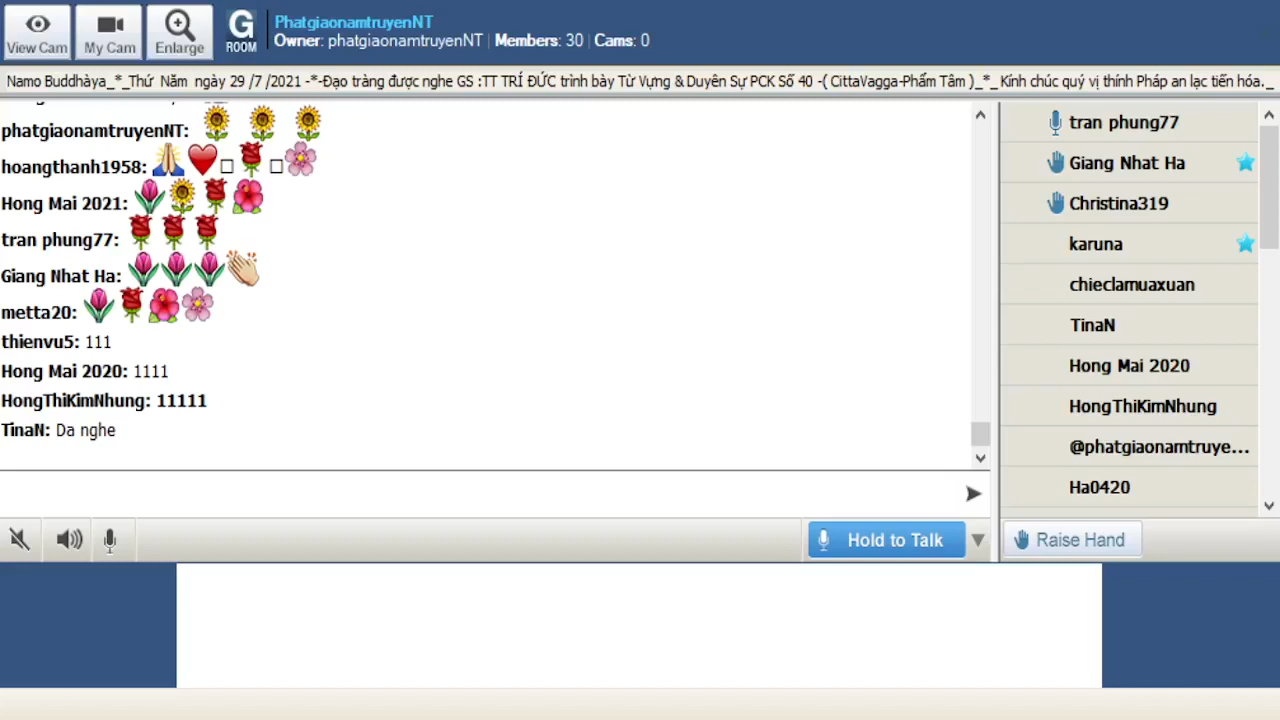 View Cam
My Cam
Enlarge
G
ROOM
PhatgiaonamtruyenNT
Owner: phatgiaonamtruyenNT | Members: 30 | Cams: 0
Namo Buddhàya_*_Thứ Năm ngày 29 /7 /2021 -*-Đạo tràng được nghe GS :TT TRÍ ĐỨC trình bày Từ Vựng & Duyên Sự PCK Số 40 -( CittaVagga-Phẩm Tâm )_*_ Kính chúc quý vị thính Pháp an lạc tiến hóa._
phatgiaonamtruyenNT:
hoangthanh1958:
Hong Mai 2021:
tran phung77:
Giang Nhat Ha:
metta20:
thienvu5: 111
Hong Mai 2020: 1111
HongThiKimNhung: 11111
TinaN: Da nghe
tran phung77
Giang Nhat Ha
Christina319
karuna
chieclamuaxuan
TinaN
Hong Mai 2020
HongThiKimNhung
@phatgiaonamtruye...
Ha0420
Hold to Talk
Raise Hand